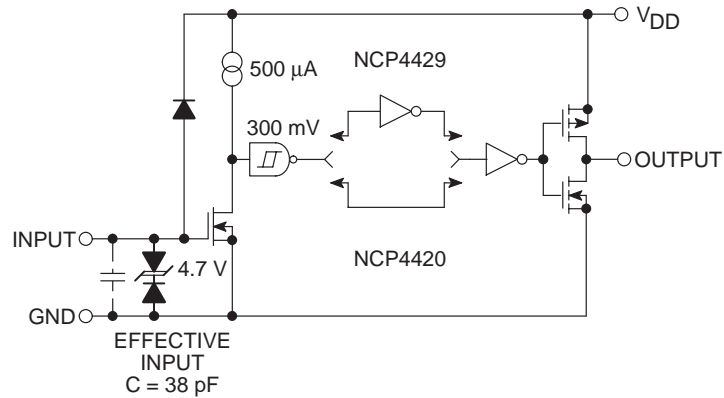 V_DD
500 µA
NCP4429
300 mV
OUTPUT
INPUT
4.7 V
NCP4420
GND
EFFECTIVE
INPUT
C = 38 pF